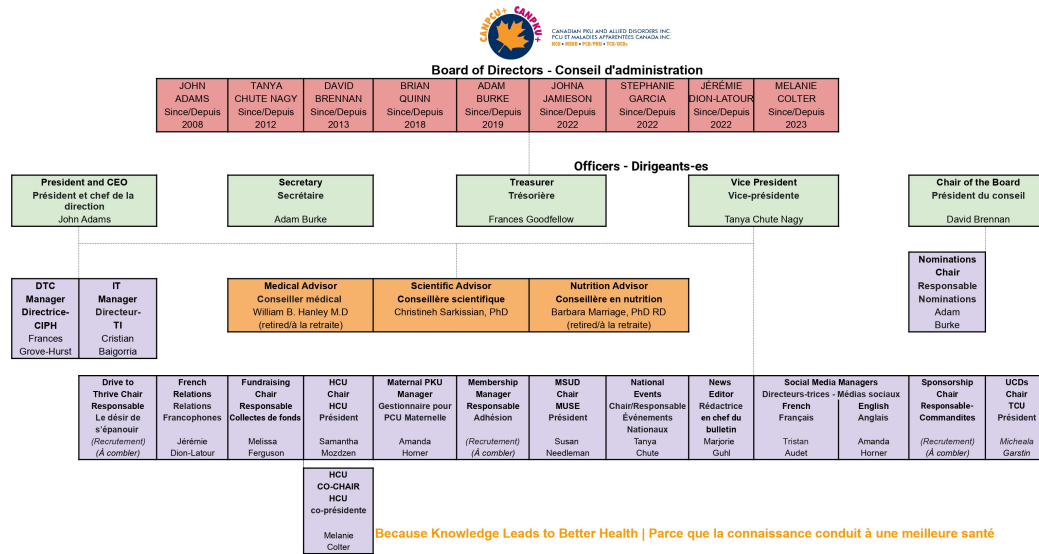 CANPCU+ CANPKU+
CANADIAN PKU AND ALLIED DISORDERS INC.
PCU ET MALADIES APPARENTÉES CANADA INC.
Board of Directors - Conseil d'administration
JOHN
ADAMS
Since/Depuis
2008
TANYA
CHUTE NAGY
Since/Depuis
2012
DAVID
BRENNAN
Since/Depuis
2013
BRIAN
QUINN
Since/Depuis
2018
ADAM
BURKE
Since/Depuis
2019
JOHNA
JAMIESON
Since/Depuis
2022
STEPHANIE
GARCIA
Since/Depuis
2022
JÉRÉMIE
DION-LATOUR
Since/Depuis
2022
MELANIE
COLTER
Since/Depuis
2023
Officers - Dirigeants-es
President and CEO
Président et chef de la
direction
John Adams
Secretary
Secrétaire
Adam Burke
Treasurer
Trésorière
Frances Goodfellow
Vice President
Vice-présidente
Tanya Chute Nagy
Chair of the Board
Président du conseil
David Brennan
Nominations
Chair
Responsable
Nominations
Adam
Burke
DTC
Manager
Directrice-
CIPH
Frances
Grove-Hurst
IT
Manager
Directeur-
TI
Cristian
Baigorria
Medical Advisor
Conseiller médical
William B. Hanley M.D
(retired/à la retraite)
Scientific Advisor
Conseillère scientifique
Christineh Sarkissian, PhD
Nutrition Advisor
Conseillère en nutrition
Barbara Marriage, PhD RD
(retired/à la retraite)
Drive to
Thrive Chair
Responsable
Le désir de
s'épanouir
(Recrutement)
(À combler)
French
Relations
Relations
Francophones
Jérémie
Dion-Latour
Fundraising
Chair
Responsable
Collectes de fonds
Melissa
Ferguson
HCU
Chair
HCU
Président
Samantha
Mozdzen
Maternal PKU
Manager
Gestionnaire pour
PCU Maternelle
Amanda
Horner
Membership
Manager
Responsable
Adhésion
(Recrutement)
(À combler)
MSUD
Chair
MUSE
Président
Susan
Needleman
National
Events
Chair/Responsable
Événements
Nationaux
Tanya
Chute
News
Editor
Rédactrice
en chef du
bulletin
Marjorie
Guhl
Social Media Managers
Directeurs-trices - Médias sociaux
French
Français
Tristan
Audet
English
Anglais
Amanda
Horner
Sponsorship
Chair
Responsable-
Commandites
(Recrutement)
(À combler)
UCDs
Chair
TCU
Président
Micheala
Garstin
HCU
CO-CHAIR
HCU
co-présidente
Melanie
Colter
Because Knowledge Leads to Better Health | Parce que la connaissance conduit à une meilleure santé